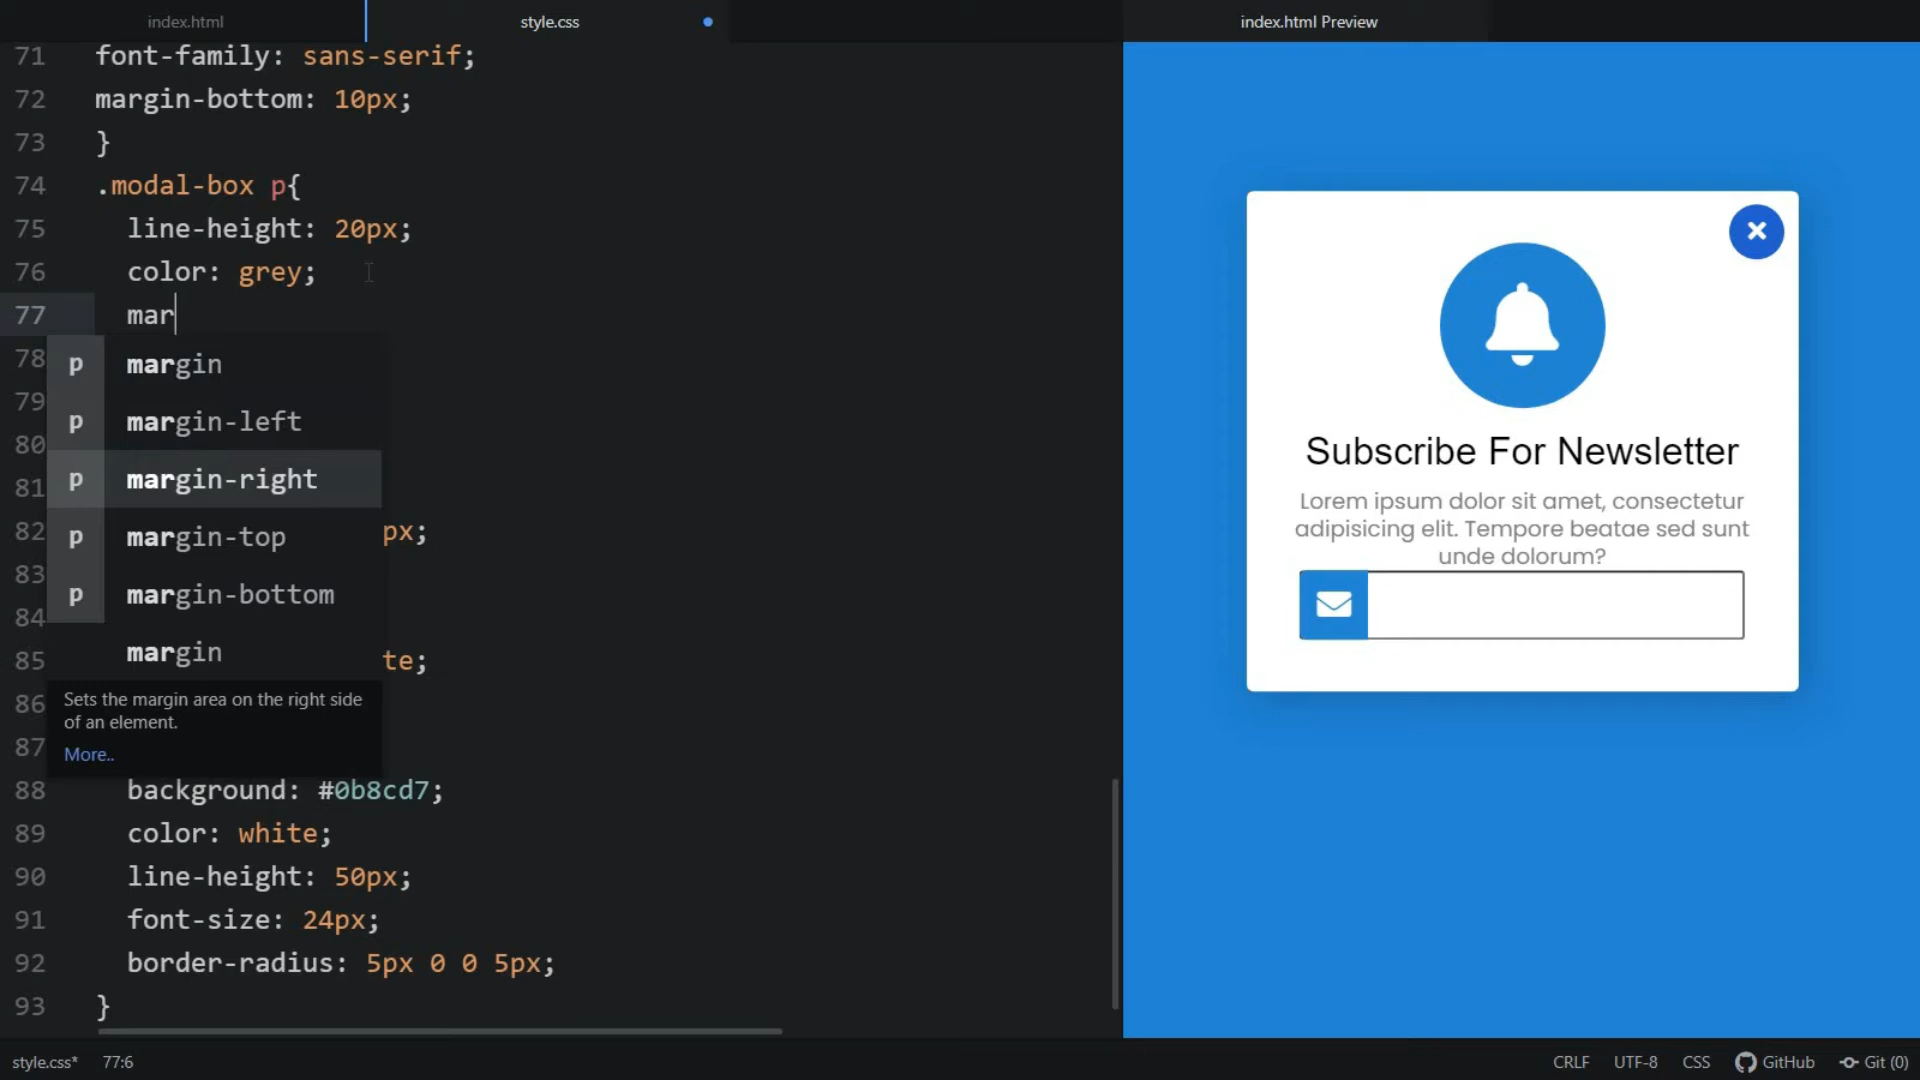 index.html
style.css
index.html Preview
71 font-family: sans-serif;
72 margin-bottom: 10px;
73 }
74 .modal-box p{
75 line-height: 20px;
76 color: grey;
77 mar
78 p margin
79 p margin-left
80
81 p margin-right
82 p margin-top px;
83 p margin-bottom
84
85 margin te;
86 Sets the margin area on the right side
of an element.
87 More..
88 background: #0b8cd7;
89 color: white;
90 line-height: 50px;
91 font-size: 24px;
92 border-radius: 5px 0 0 5px;
93 }
Subscribe For Newsletter
Lorem ipsum dolor sit amet, consectetur
adipisicing elit. Tempore beatae sed sunt
unde dolorum?
style.css* 77:6
CRLF UTF-8 CSS GitHub Git (0)